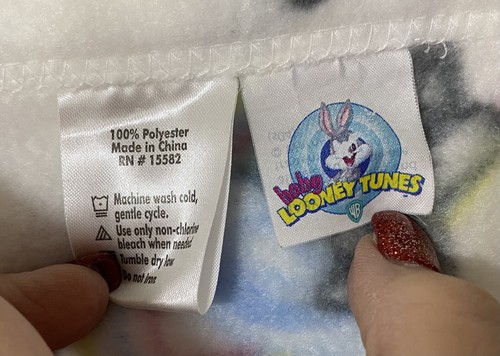 100% Polyester
Made in China
RN # 15582
Machine wash cold,
gentle cycle.
Use only non-chlorine
bleach when needed
Tumble dry low
Do not iron
baby
LOONEY TUNES
WB